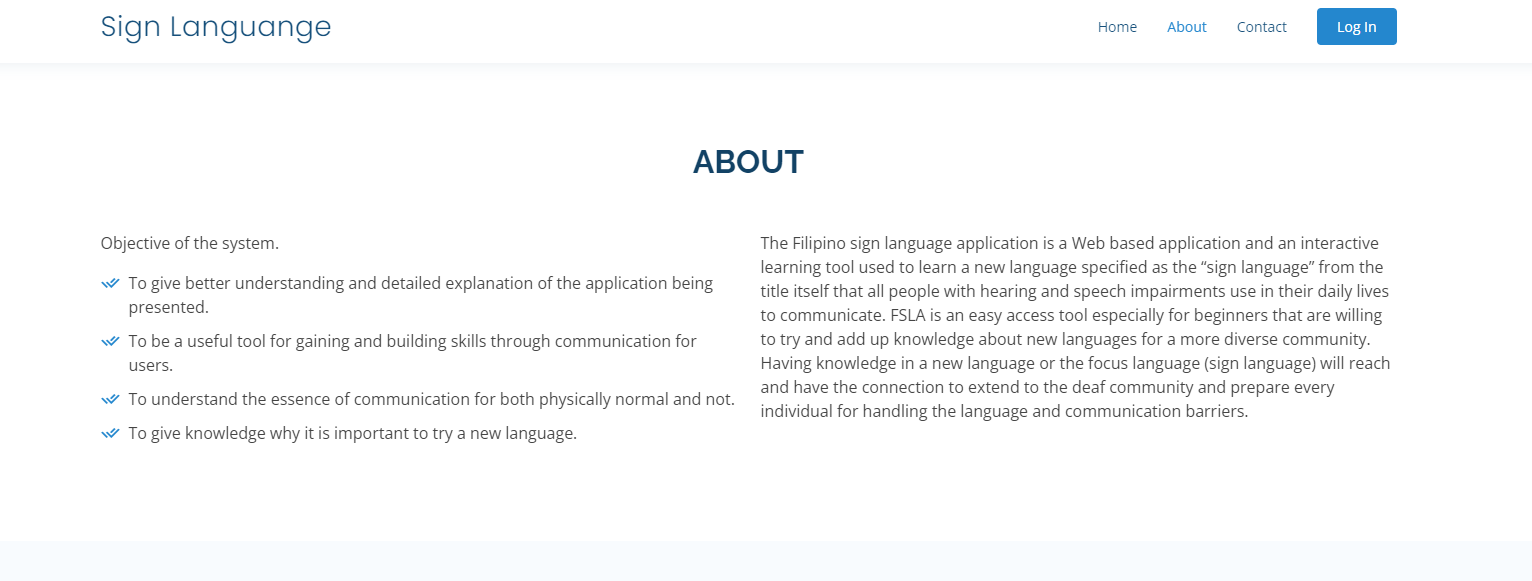 Sign Languange
Home
About
Contact
Log In
ABOUT
Objective of the system.
To give better understanding and detailed explanation of the application being
presented.
To be a useful tool for gaining and building skills through communication for
users.
To understand the essence of communication for both physically normal and not.
To give knowledge why it is important to try a new language.
The Filipino sign language application is a Web based application and an interactive
learning tool used to learn a new language specified as the “sign language” from the
title itself that all people with hearing and speech impairments use in their daily lives
to communicate. FSLA is an easy access tool especially for beginners that are willing
to try and add up knowledge about new languages for a more diverse community.
Having knowledge in a new language or the focus language (sign language) will reach
and have the connection to extend to the deaf community and prepare every
individual for handling the language and communication barriers.